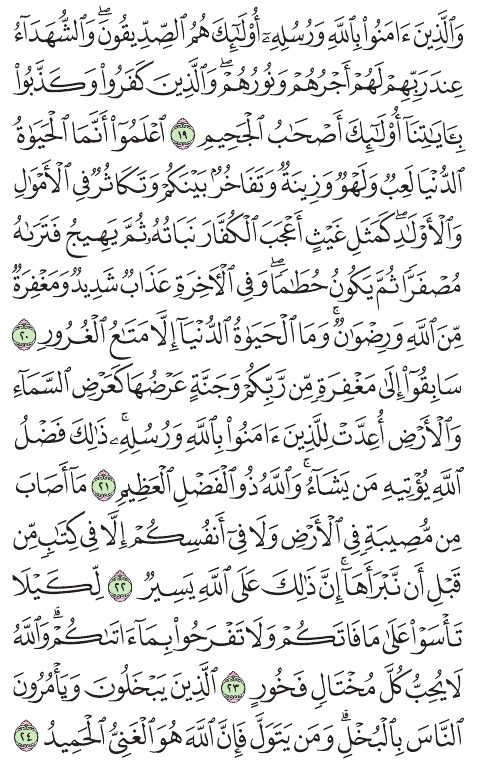 وَالَّذِينَ ءَامَنُوا۟ بِاللَّهِ وَرُسُلِهِۦٓ أُو۟لَٰٓئِكَ هُمُ الصِّدِّيقُونَ ۖ وَالشُّهَدَآءُ
عِندَ رَبِّهِمْ لَهُمْ أَجْرُهُمْ وَنُورُهُمْ ۖ وَالَّذِينَ كَفَرُوا۟ وَكَذَّبُوا۟
بِـَٔايَٰتِنَآ أُو۟لَٰٓئِكَ أَصْحَٰبُ الْجَحِيمِ ١٩ اعْلَمُوٓا۟ أَنَّمَا الْحَيَوٰةُ
الدُّنْيَا لَعِبٌ وَلَهْوٌ وَزِينَةٌ وَتَفَاخُرٌۢ بَيْنَكُمْ وَتَكَاثُرٌ فِى الْأَمْوَٰلِ
وَالْأَوْلَٰدِ ۖ كَمَثَلِ غَيْثٍ أَعْجَبَ الْكُفَّارَ نَبَاتُهُۥ ثُمَّ يَهِيجُ فَتَرَىٰهُ
مُصْفَرًّا ثُمَّ يَكُونُ حُطَٰمًا ۖ وَفِى الْـَٔاخِرَةِ عَذَابٌ شَدِيدٌ وَمَغْفِرَةٌ
مِّنَ اللَّهِ وَرِضْوَٰنٌ ۚ وَمَا الْحَيَوٰةُ الدُّنْيَآ إِلَّا مَتَٰعُ الْغُرُورِ ٢٠
سَابِقُوٓا۟ إِلَىٰ مَغْفِرَةٍ مِّن رَّبِّكُمْ وَجَنَّةٍ عَرْضُهَا كَعَرْضِ السَّمَآءِ
وَالْأَرْضِ أُعِدَّتْ لِلَّذِينَ ءَامَنُوا۟ بِاللَّهِ وَرُسُلِهِۦ ۚ ذَٰلِكَ فَضْلُ
اللَّهِ يُؤْتِيهِ مَن يَشَآءُ ۚ وَاللَّهُ ذُو الْفَضْلِ الْعَظِيمِ ٢١ مَآ أَصَابَ
مِن مُّصِيبَةٍ فِى الْأَرْضِ وَلَا فِىٓ أَنفُسِكُمْ إِلَّا فِى كِتَٰبٍ مِّن
قَبْلِ أَن نَّبْرَأَهَآ ۚ إِنَّ ذَٰلِكَ عَلَى اللَّهِ يَسِيرٌ ٢٢ لِّكَيْلَا
تَأْسَوْا۟ عَلَىٰ مَا فَاتَكُمْ وَلَا تَفْرَحُوا۟ بِمَآ ءَاتَىٰكُمْ ۗ وَاللَّهُ
لَا يُحِبُّ كُلَّ مُخْتَالٍ فَخُورٍ ٢٣ الَّذِينَ يَبْخَلُونَ وَيَأْمُرُونَ
النَّاسَ بِالْبُخْلِ ۗ وَمَن يَتَوَلَّ فَإِنَّ اللَّهَ هُوَ الْغَنِىُّ الْحَمِيدُ ٢٤